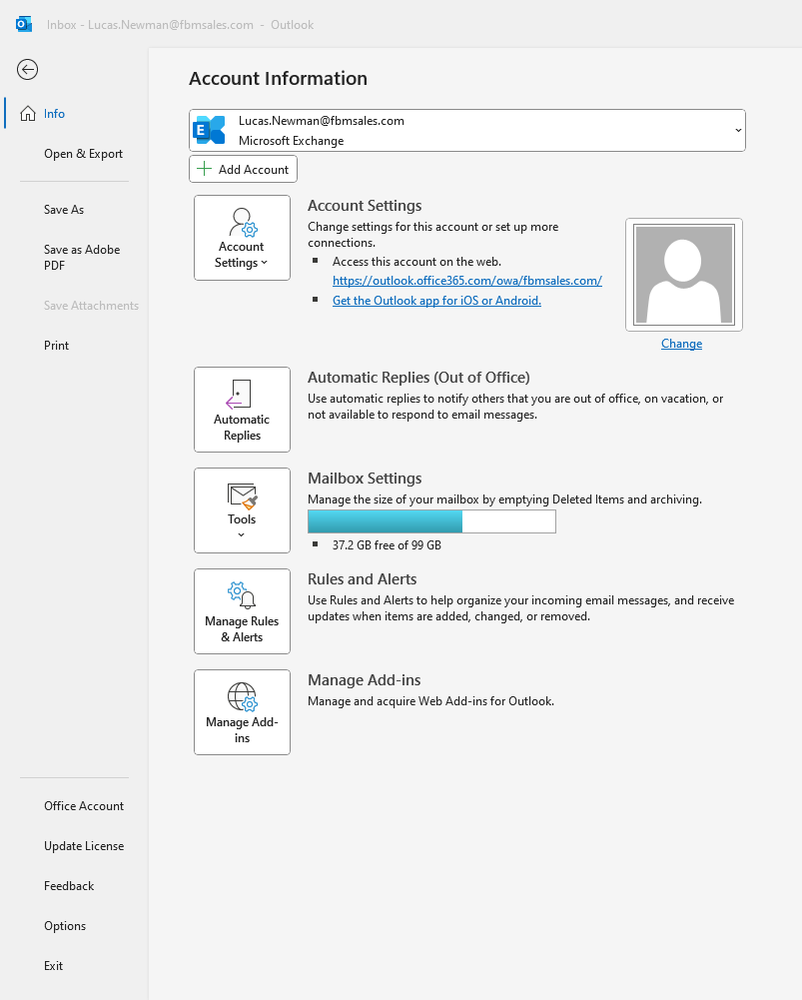 Inbox - Lucas.Newman@fbmsales.com - Outlook
Info
Open & Export
Save As
Save as Adobe
PDF
Save Attachments
Print
Office Account
Update License
Feedback
Options
Exit
Account Information
Lucas.Newman@fbmsales.com
Microsoft Exchange
Add Account
Account
Settings
Account Settings
Change settings for this account or set up more
connections.
Access this account on the web.
https://outlook.office365.com/owa/fbmsales.com/
Get the Outlook app for iOS or Android.
Change
Automatic
Replies
Automatic Replies (Out of Office)
Use automatic replies to notify others that you are out of office, on vacation, or
not available to respond to email messages.
Tools
Mailbox Settings
Manage the size of your mailbox by emptying Deleted Items and archiving.
37.2 GB free of 99 GB
Manage Rules
& Alerts
Rules and Alerts
Use Rules and Alerts to help organize your incoming email messages, and receive
updates when items are added, changed, or removed.
Manage Add-
ins
Manage Add-ins
Manage and acquire Web Add-ins for Outlook.